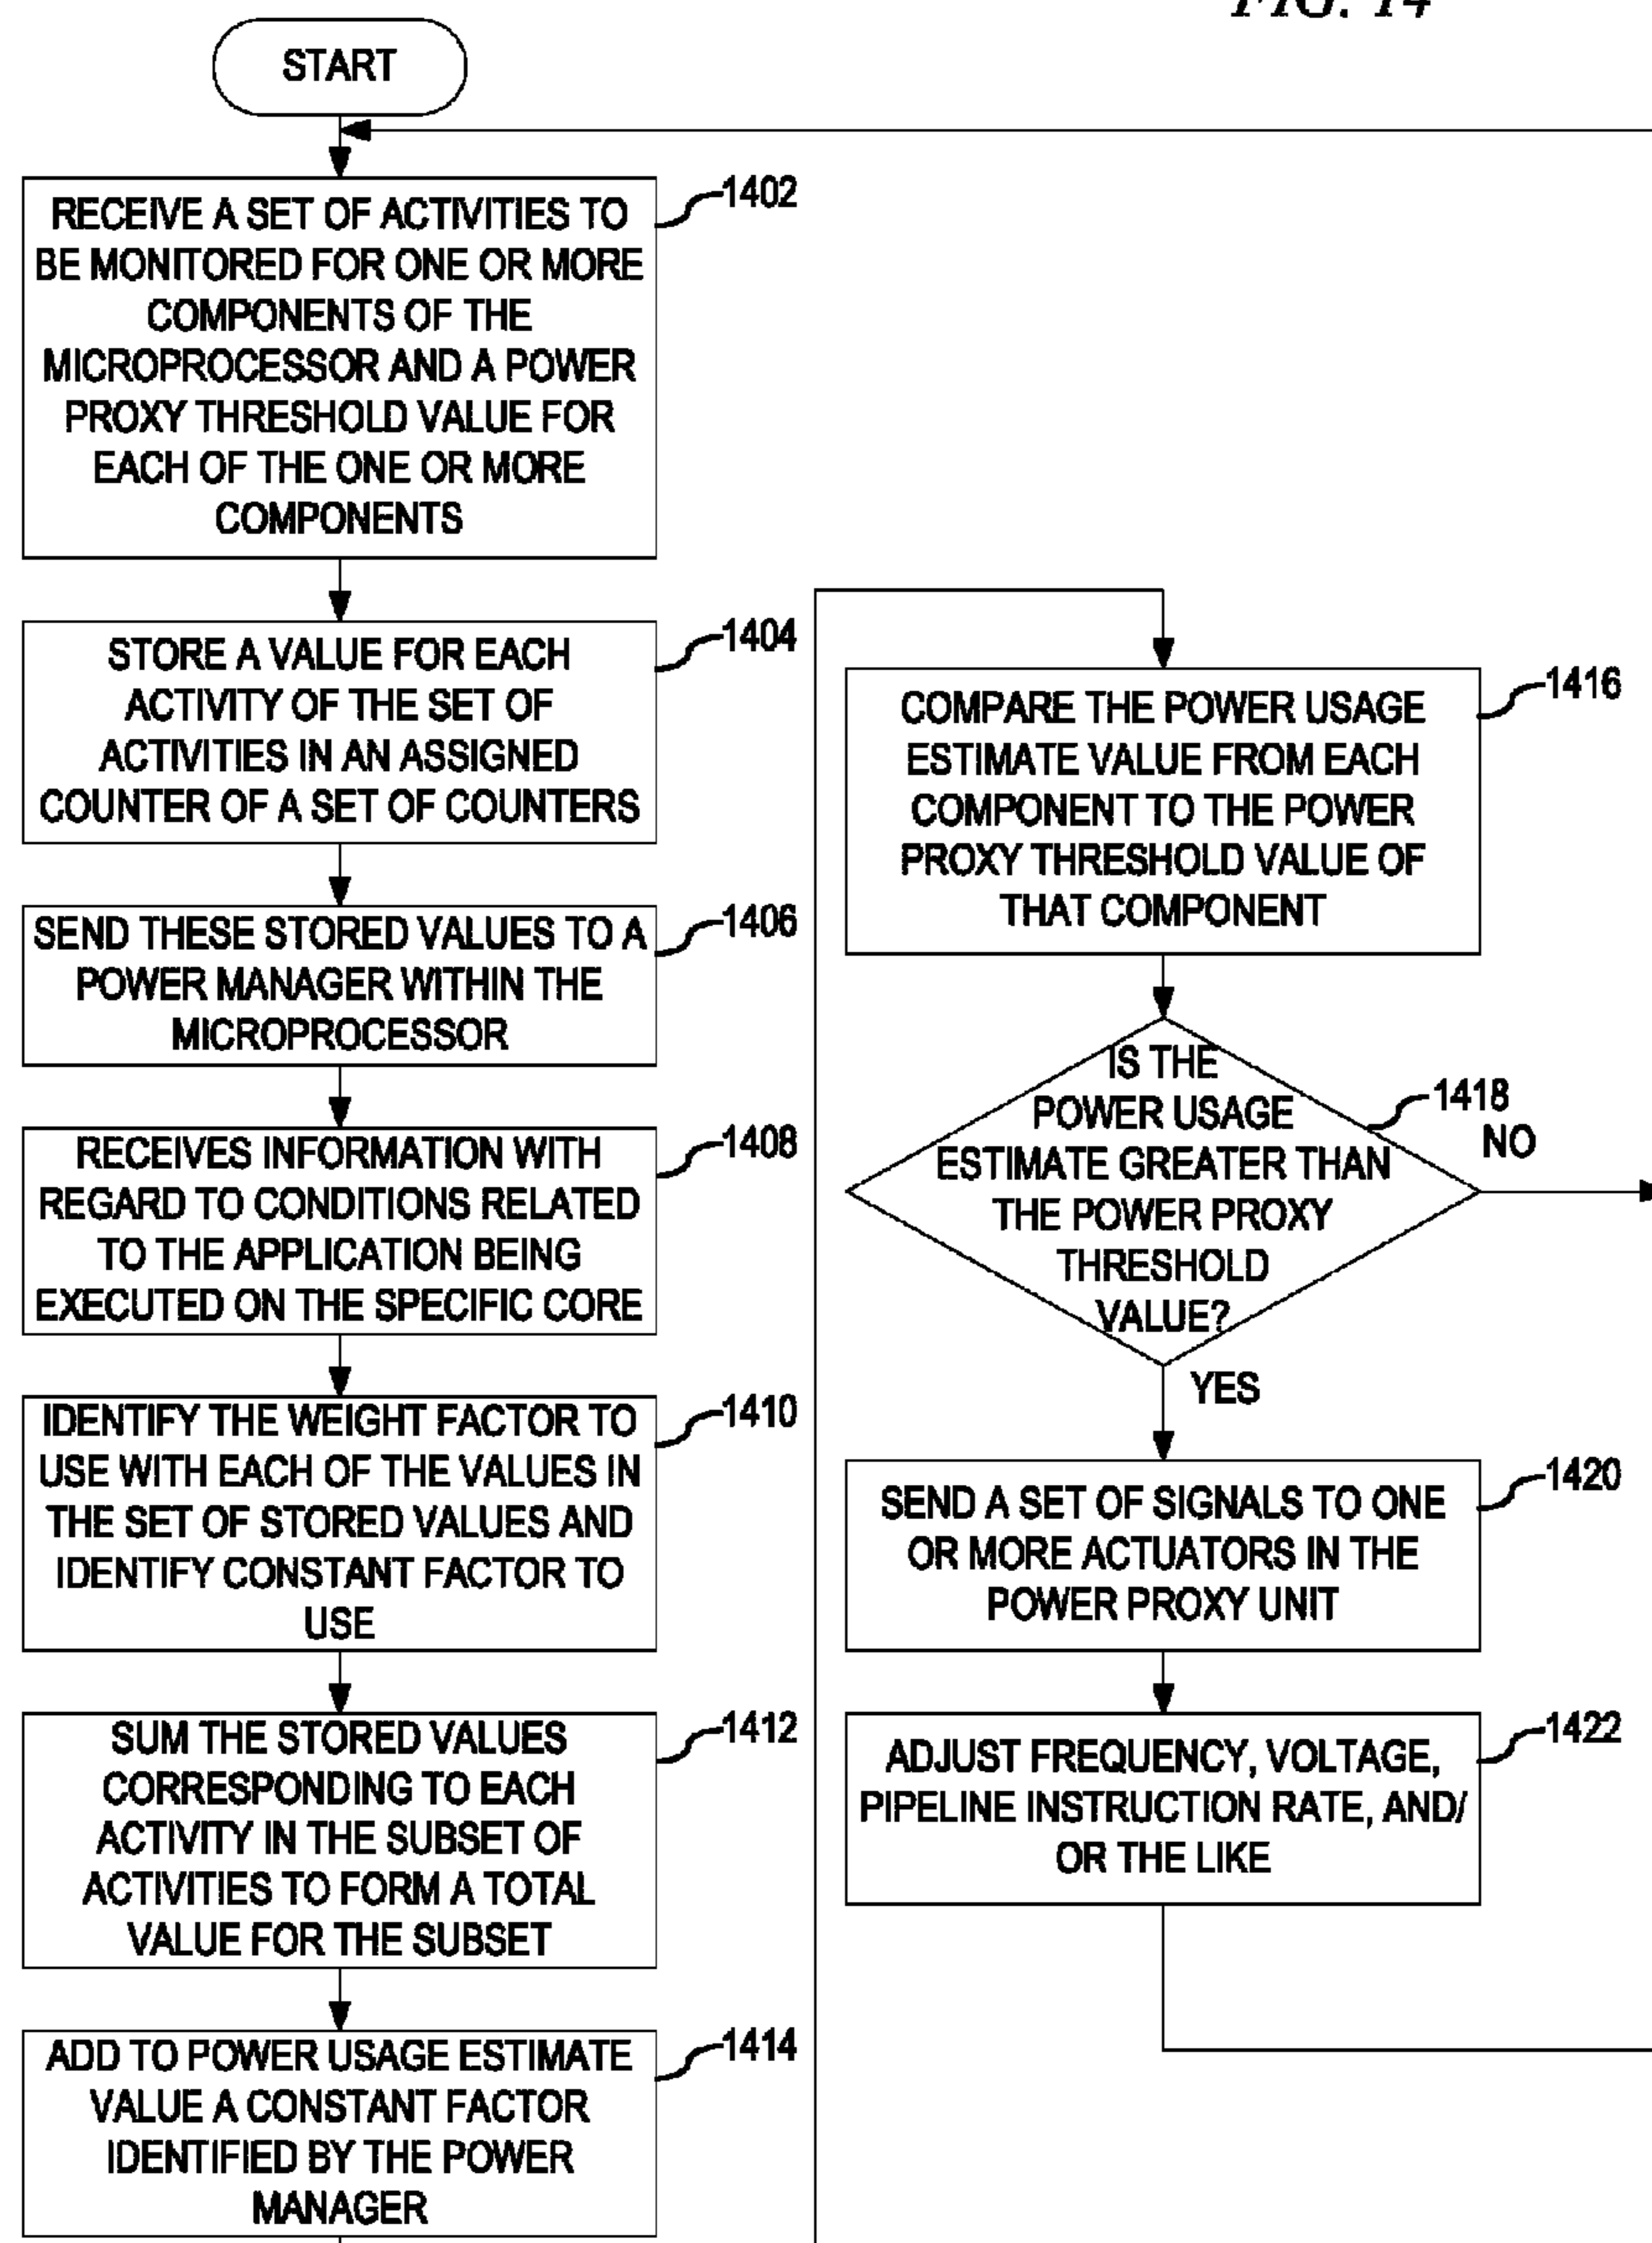 FIG. 14
START
RECEIVE A SET OF ACTIVITIES TO
BE MONITORED FOR ONE OR MORE
COMPONENTS OF THE
MICROPROCESSOR AND A POWER
PROXY THRESHOLD VALUE FOR
EACH OF THE ONE OR MORE
COMPONENTS
1402
STORE A VALUE FOR EACH
ACTIVITY OF THE SET OF
ACTIVITIES IN AN ASSIGNED
COUNTER OF A SET OF COUNTERS
1404
SEND THESE STORED VALUES TO A
POWER MANAGER WITHIN THE
MICROPROCESSOR
1406
RECEIVES INFORMATION WITH
REGARD TO CONDITIONS RELATED
TO THE APPLICATION BEING
EXECUTED ON THE SPECIFIC CORE
1408
IDENTIFY THE WEIGHT FACTOR TO
USE WITH EACH OF THE VALUES IN
THE SET OF STORED VALUES AND
IDENTIFY CONSTANT FACTOR TO
USE
1410
SUM THE STORED VALUES
CORRESPONDING TO EACH
ACTIVITY IN THE SUBSET OF
ACTIVITIES TO FORM A TOTAL
VALUE FOR THE SUBSET
1412
ADD TO POWER USAGE ESTIMATE
VALUE A CONSTANT FACTOR
IDENTIFIED BY THE POWER
MANAGER
1414
COMPARE THE POWER USAGE
ESTIMATE VALUE FROM EACH
COMPONENT TO THE POWER
PROXY THRESHOLD VALUE OF
THAT COMPONENT
1416
IS THE
POWER USAGE
ESTIMATE GREATER THAN
THE POWER PROXY
THRESHOLD
VALUE?
1418
NO
YES
SEND A SET OF SIGNALS TO ONE
OR MORE ACTUATORS IN THE
POWER PROXY UNIT
1420
ADJUST FREQUENCY, VOLTAGE,
PIPELINE INSTRUCTION RATE, AND/
OR THE LIKE
1422